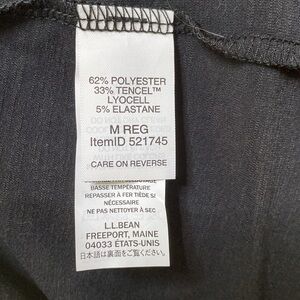 62% POLYESTER
33% TENCEL™
LYOCELL
5% ELASTANE
M REG
ItemID 521745
CARE ON REVERSE
BASSE TEMPÉRATURE
REPASSER À FER TIÈDE SI
NÉCESSAIRE
NE PAS NETTOYER À SEC
L.L.BEAN
FREEPORT, MAINE
04033 ÉTATS-UNIS
日本語は裏面をご覧ください。